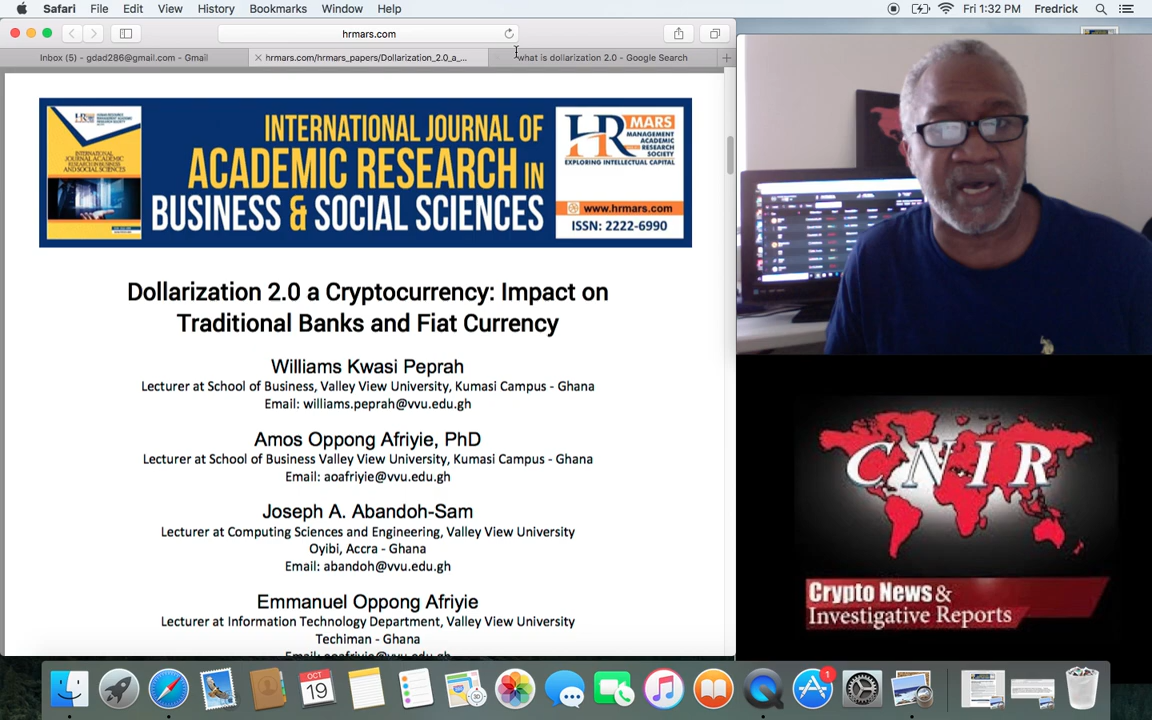 Safari File Edit View History Bookmarks Window Help Fri 1:32 PM Fredrick
hrmars.com
Inbox (5) - gdad286@gmail.com - Gmail
hrmars.com/hrmars_papers/Dollarization_2.0_a_...
what is dollarization 2.0 - Google Search
INTERNATIONAL JOURNAL OF
ACADEMIC RESEARCH IN
BUSINESS & SOCIAL SCIENCES
HR MARS
MANAGEMENT
ACADEMIC
RESEARCH
SOCIETY
EXPLORING INTELLECTUAL CAPITAL
www.hrmars.com
ISSN: 2222-6990
Dollarization 2.0 a Cryptocurrency: Impact on
Traditional Banks and Fiat Currency
Williams Kwasi Peprah
Lecturer at School of Business, Valley View University, Kumasi Campus - Ghana
Email: williams.peprah@vvu.edu.gh
Amos Oppong Afriyie, PhD
Lecturer at School of Business Valley View University, Kumasi Campus - Ghana
Email: aoafriyie@vvu.edu.gh
Joseph A. Abandoh-Sam
Lecturer at Computing Sciences and Engineering, Valley View University
Oyibi, Accra - Ghana
Email: abandoh@vvu.edu.gh
Emmanuel Oppong Afriyie
Lecturer at Information Technology Department, Valley View University
Techiman - Ghana
CNIR
Crypto News &
Investigative Reports
OCT
19
1